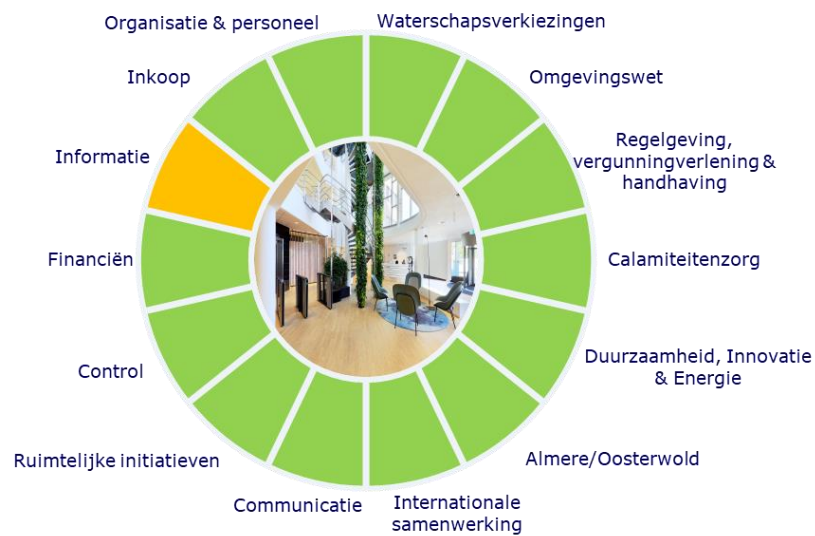 Organisatie & personeel
Waterschapsverkiezingen
Inkoop
Omgevingswet
Informatie
Regelgeving,
vergunningverlening &
handhaving
Financiën
Calamiteitenzorg
Control
Duurzaamheid, Innovatie
& Energie
Ruimtelijke initiatieven
Almere/Oosterwold
Communicatie
Internationale
samenwerking